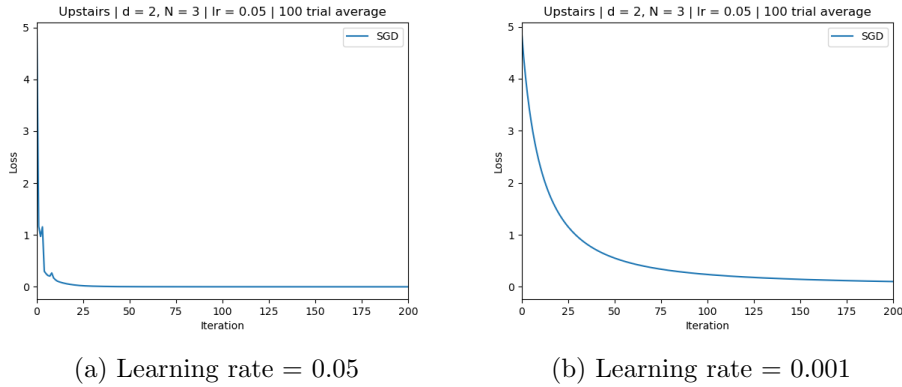 Upstairs | d = 2, N = 3 | lr = 0.05 | 100 trial average
SGD
5
4
3
2
1
0
Loss
0 25 50 75 100 125 150 175 200
Iteration
(a) Learning rate = 0.05
Upstairs | d = 2, N = 3 | lr = 0.05 | 100 trial average
SGD
5
4
3
2
1
0
Loss
0 25 50 75 100 125 150 175 200
Iteration
(b) Learning rate = 0.001